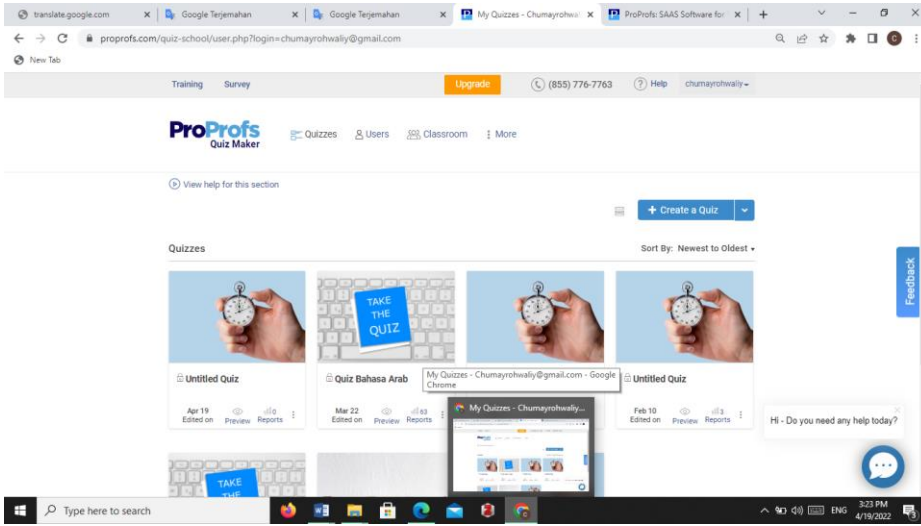 translate.google.com
Google Terjemahan
Google Terjemahan
My Quizzes - Chumayrohwali
ProProfs: SAAS Software for
proprofs.com/quiz-school/user.php?login=chumayrohwaliy@gmail.com
New Tab
Training Survey Upgrade (855) 776-7763 Help chumayrohwaliy
ProProfs
Quiz Maker
Quizzes Users Classroom More
View help for this section
+ Create a Quiz
Quizzes Sort By: Newest to Oldest
TAKE
THE
QUIZ
Feedback
Untitled Quiz Quiz Bahasa Arab Untitled Quiz
My Quizzes - Chumayrohwaliy@gmail.com - Google
Chrome
Apr 19 0 Mar 22 63 Feb 10 3
Edited on Preview Reports Edited on Preview Reports Edited on Preview Reports
My Quizzes - Chumayrohwaliy...
Hi - Do you need any help today?
TAKE
THE
Type here to search
ENG
3:23 PM
4/19/2022